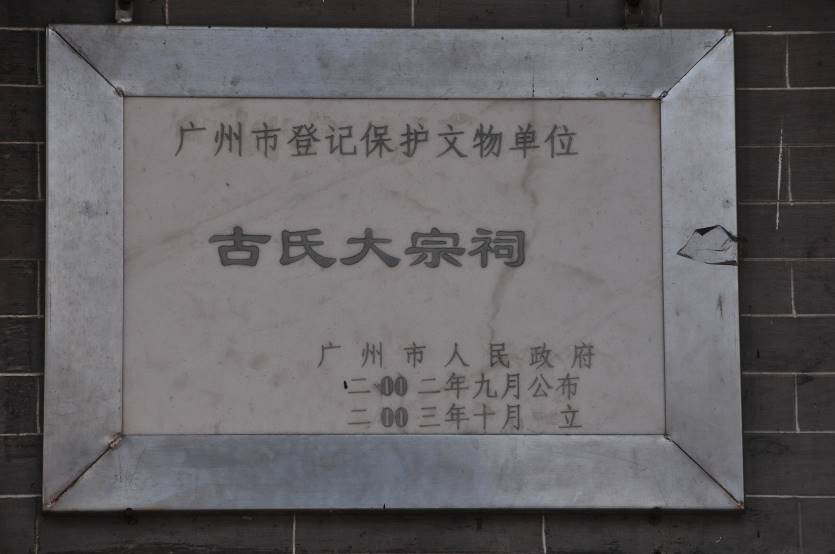 广州市登记保护文物单位
古氏大宗祠
广州市人民政府
二00二年九月公布
二00三年十月 立